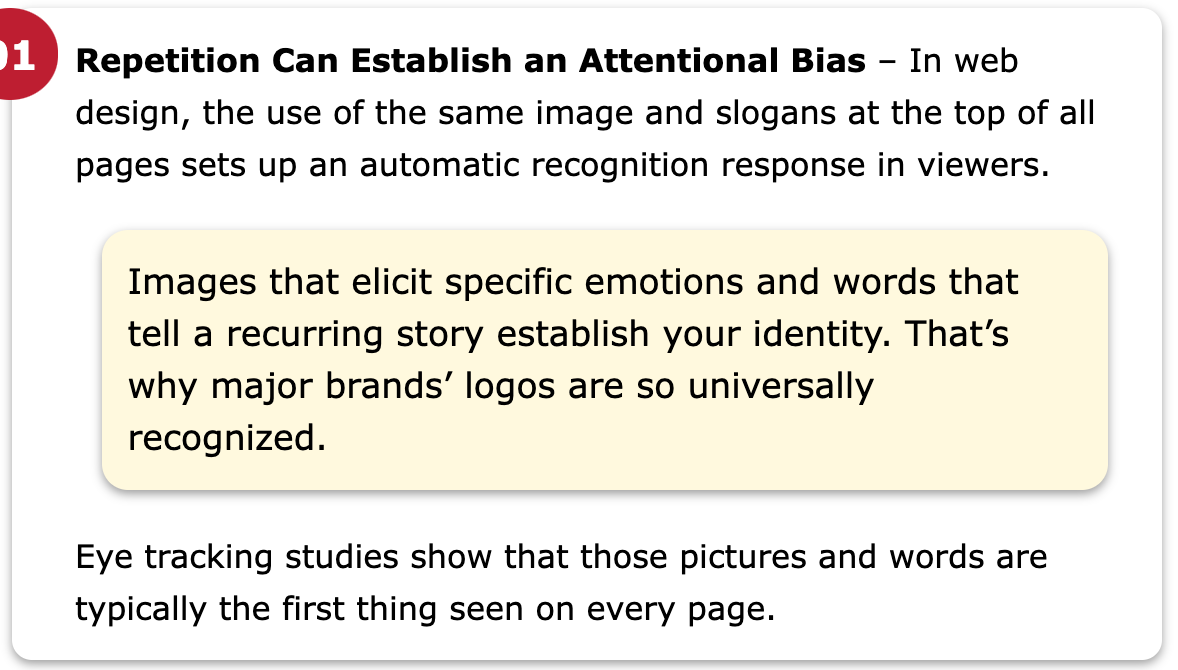 01
Repetition Can Establish an Attentional Bias – In web
design, the use of the same image and slogans at the top of all
pages sets up an automatic recognition response in viewers.
Images that elicit specific emotions and words that
tell a recurring story establish your identity. That’s
why major brands’ logos are so universally
recognized.
Eye tracking studies show that those pictures and words are
typically the first thing seen on every page.